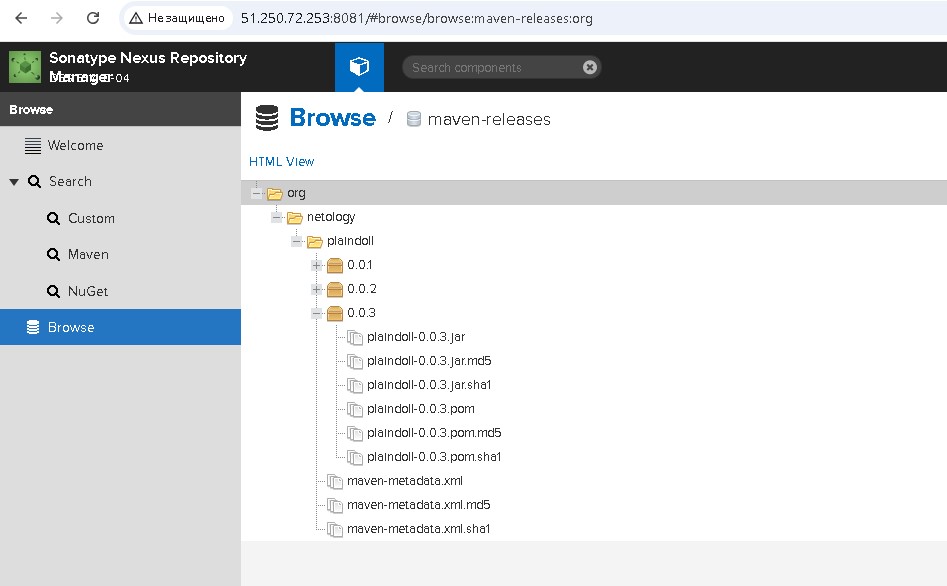 Не защищено 51.250.72.253:8081/#browse/browse:maven-releases:org
Sonatype Nexus Repository
Manager
Search components
Browse
Browse / maven-releases
Welcome
HTML View
Search
Custom
Maven
NuGet
Browse
org
netology
plaindoll
0.0.1
0.0.2
0.0.3
plaindoll-0.0.3.jar
plaindoll-0.0.3.jar.md5
plaindoll-0.0.3.jar.sha1
plaindoll-0.0.3.pom
plaindoll-0.0.3.pom.md5
plaindoll-0.0.3.pom.sha1
maven-metadata.xml
maven-metadata.xml.md5
maven-metadata.xml.sha1